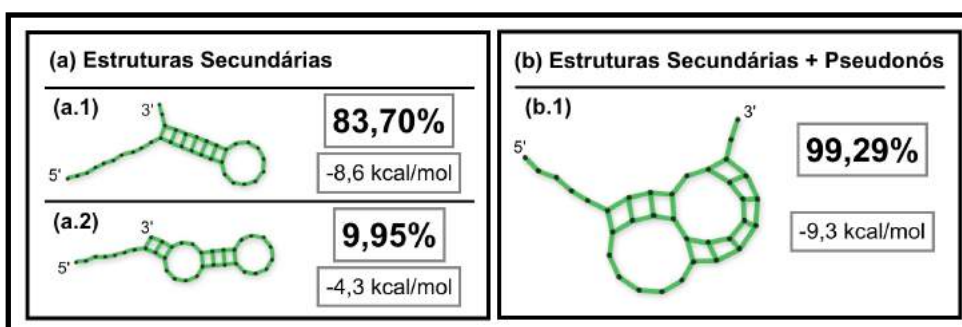 (a) Estruturas Secundárias
(a.1)
3'
5'
83,70%
-8,6 kcal/mol
(a.2)
3'
5'
9,95%
-4,3 kcal/mol
(b) Estruturas Secundárias + Pseudonós
(b.1)
3'
5'
99,29%
-9,3 kcal/mol